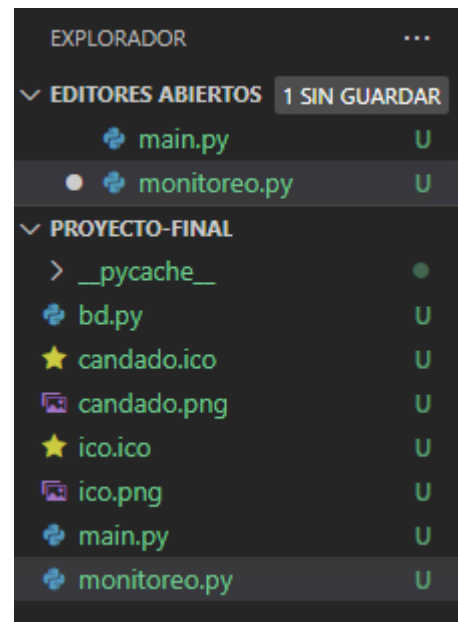 EXPLORADOR ...
EDITORES ABIERTOS 1 SIN GUARDAR
main.py U
monitoreo.py U
PROYECTO-FINAL
__pycache__
bd.py U
candado.ico U
candado.png U
ico.ico U
ico.png U
main.py U
monitoreo.py U